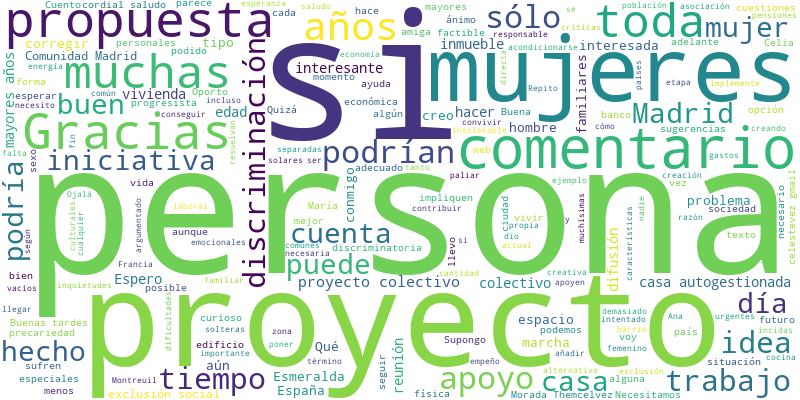 Cuento cordial saludo parece
propuesta
años
sólo
toda
mujer
si
mujeres
esperanza
saludo
mayores
críticas
población
asociación
cuestiones
pensiones
cada
hace
ánimo
sé
corregir
personales
podido
tipo
discriminación
economía
amiga factible
responsable
inmueble
acondicionarse
interesada
adelante
Celia
mayores años
Comunidad Madrid
interesante
creo
directa
Repito
familiares
países
etapa
implemente
muchas
energía
forma
vivienda
momento
ayuda
hacer
Buena
banco
opción
esperar
común
Oporto
necesito
progresista
incluso
conseguir
Quizá
económica
algún
hombre
intolerable
web
cómo
Madrid
sugerencias
creando
buen
edad
fin
resuelvan
separadas
solares ser
convivir
Gracias
comentario
gastos
podrían
adecuado
tanto
paliar
ejemplo
creación
vez
necesario
celestevez gmail
falta
sexo
iniciativa
persona
podría
vida
Ojalá
cualquier
culturales
argumentado
laboral
aunque
emocionales
María
mejor
conmigo
impliquen
contribuir
problema
razón
sociedad
nadie
características
muchísimas
texto
según
cuenta
comunes
necesaria
discriminatoria
llevo
sí
ciudad
vivir
propia
dio
actual
y
difusión
bien
vacíos
Francia
Espero
puede
proyecto colectivo
cantidad
colectivo
creativa
apoyen
casa autogestionada
llegar
inquietudes
posible
familiar
proyecto
Buenas tardes
precariedad
dificultades
curioso
solteras
zona
poner
Qué
espacio
podemos
marcha
añadir
demasiado
intentado
barrio
voy
femenino
Ana
país
urgentes
incidas
día
futuro
hecho
edificio
importante
aún
término
seguir
reunión
Supongo
empeño
idea
situación
cocina
sufren
especiales
menos
Montreuil
tiempo
Esmeralda
España
apoyo
física
casa
alternativa
alguna
exclusión
trabajo
exclusión social
Morada Themcelvez
Necesitamos